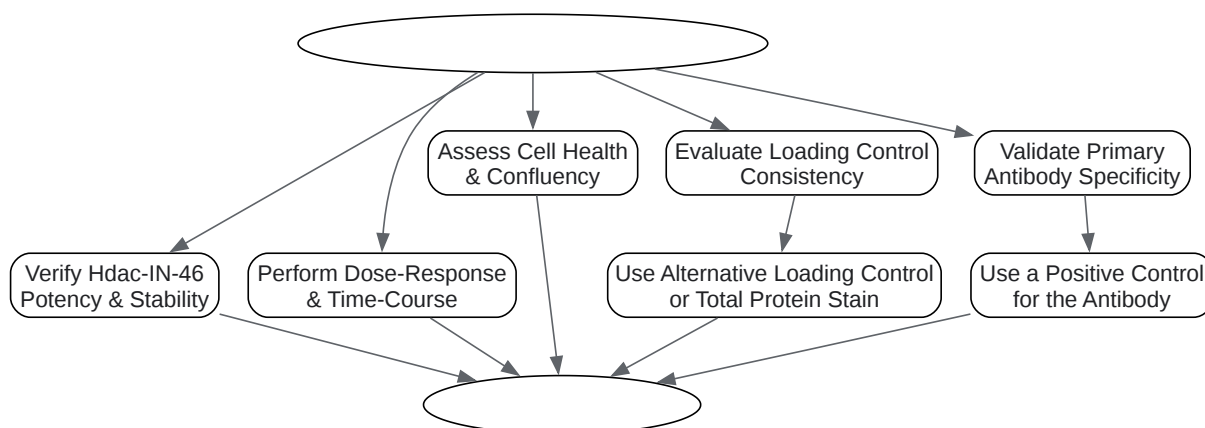 Assess Cell Health
& Confluency
Evaluate Loading Control
Consistency
Validate Primary
Antibody Specificity
Verify Hdac-IN-46
Potency & Stability
Perform Dose-Response
& Time-Course
Use Alternative Loading Control
or Total Protein Stain
Use a Positive Control
for the Antibody